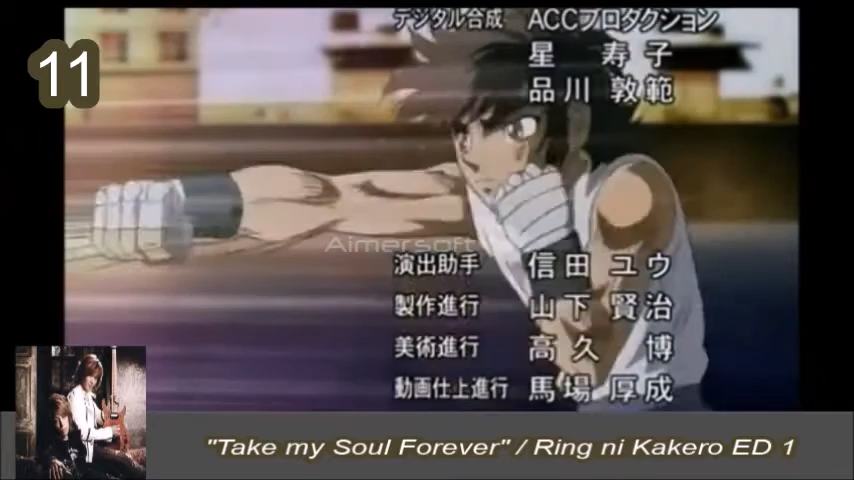 11
デジタル合成 ACCプロダクション
星 寿子
品川 敦範
Aimersoft
演出助手 信田 ユウ
製作進行 山下 賢治
美術進行 高久 博
動画仕上進行 馬場 厚成
"Take my Soul Forever" / Ring ni Kakero ED 1